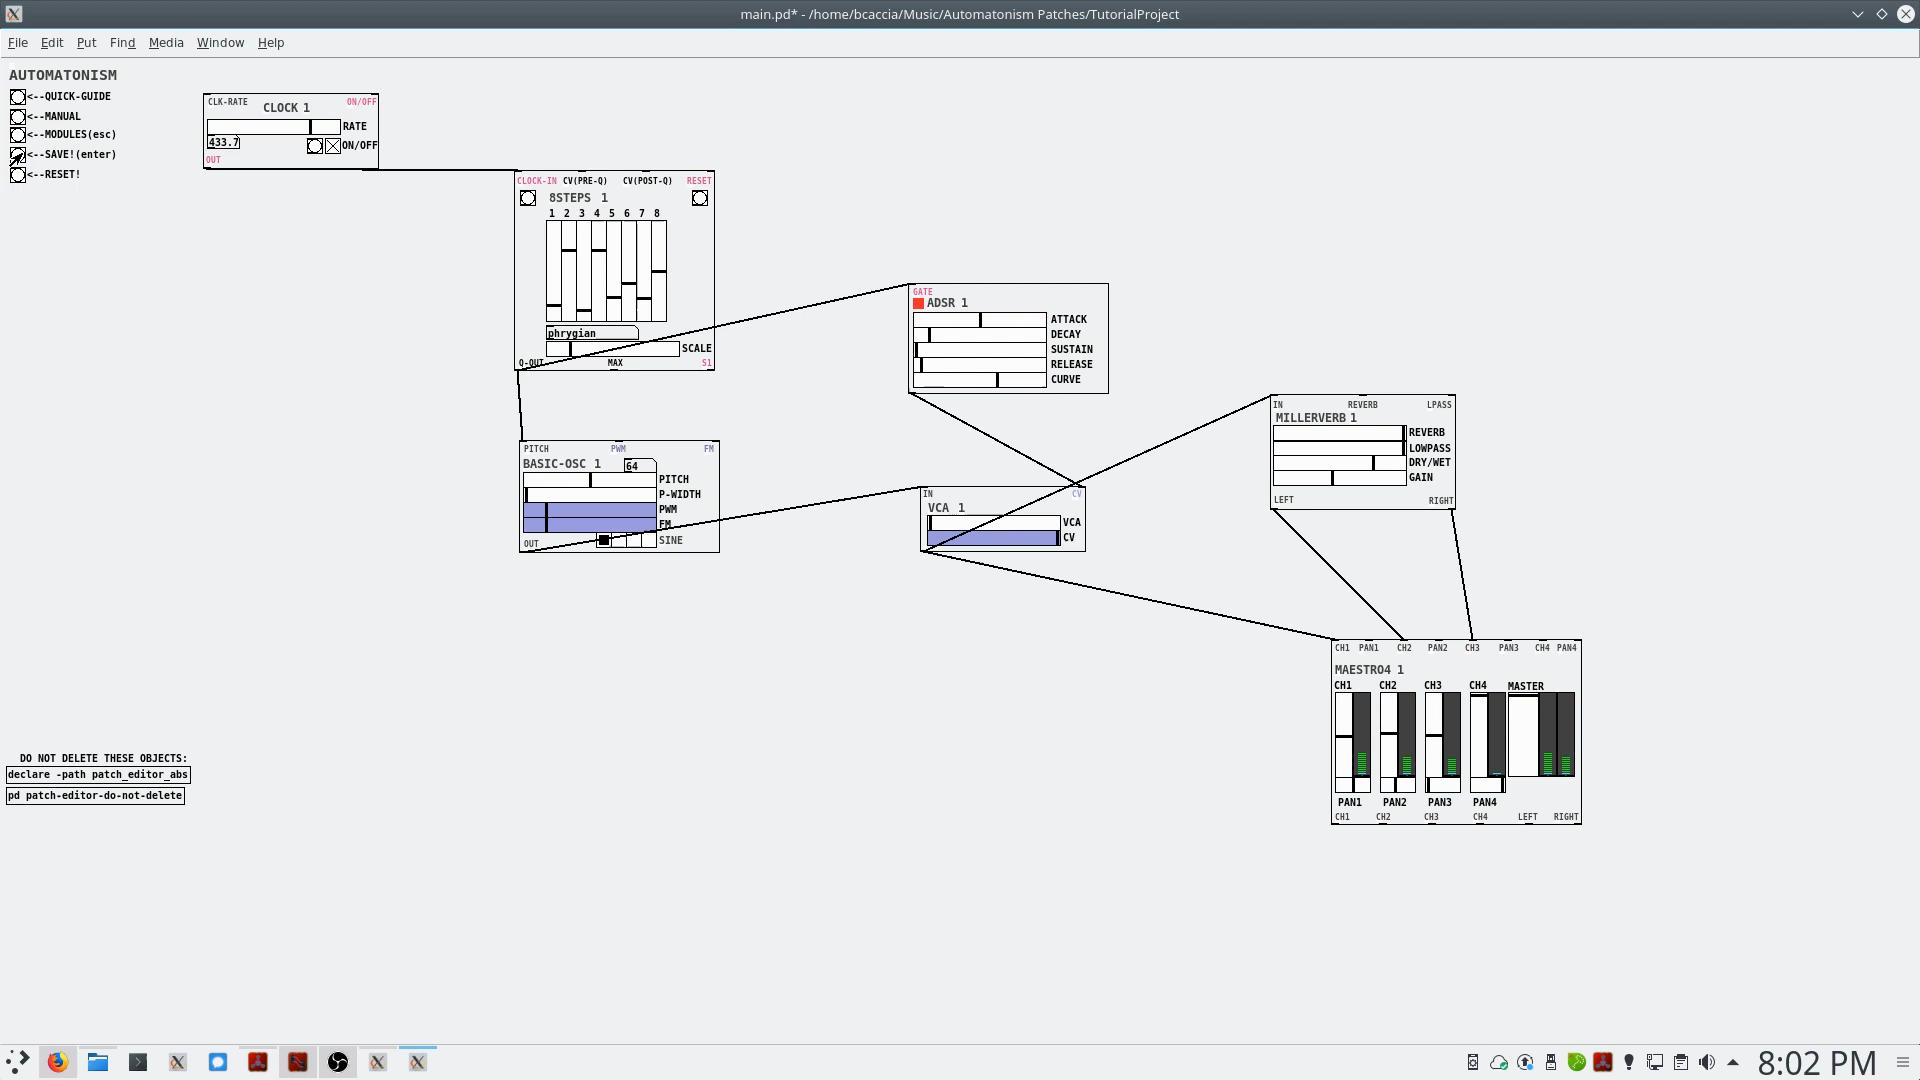 main.pd* - /home/bcaccia/Music/Automatonism Patches/TutorialProject
File Edit Put Find Media Window Help
AUTOMATONISM
<--QUICK-GUIDE
<--MANUAL
<--MODULES(esc)
<--SAVE!(enter)
<--RESET!
CLK-RATE ON/OFF
CLOCK 1
RATE
433.7
ON/OFF
OUT
CLOCK-IN CV(PRE-Q) CV(POST-Q) RESET
8STEPS 1
1 2 3 4 5 6 7 8
phrygian
SCALE
Q-OUT MAX S1
GATE
ADSR 1
ATTACK
DECAY
SUSTAIN
RELEASE
CURVE
PITCH PWM FM
BASIC-OSC 1 64
PITCH
P-WIDTH
PWM
FM
OUT SINE
IN CV
VCA 1
VCA
CV
IN REVERB LPASS
MILLERVERB 1
REVERB
LOWPASS
DRY/WET
GAIN
LEFT RIGHT
CH1 PAN1 CH2 PAN2 CH3 PAN3 CH4 PAN4
MAESTRO4 1
CH1 CH2 CH3 CH4 MASTER
PAN1 PAN2 PAN3 PAN4
CH1 CH2 CH3 CH4 LEFT RIGHT
DO NOT DELETE THESE OBJECTS:
declare -path patch_editor_abs
pd patch-editor-do-not-delete
8:02 PM